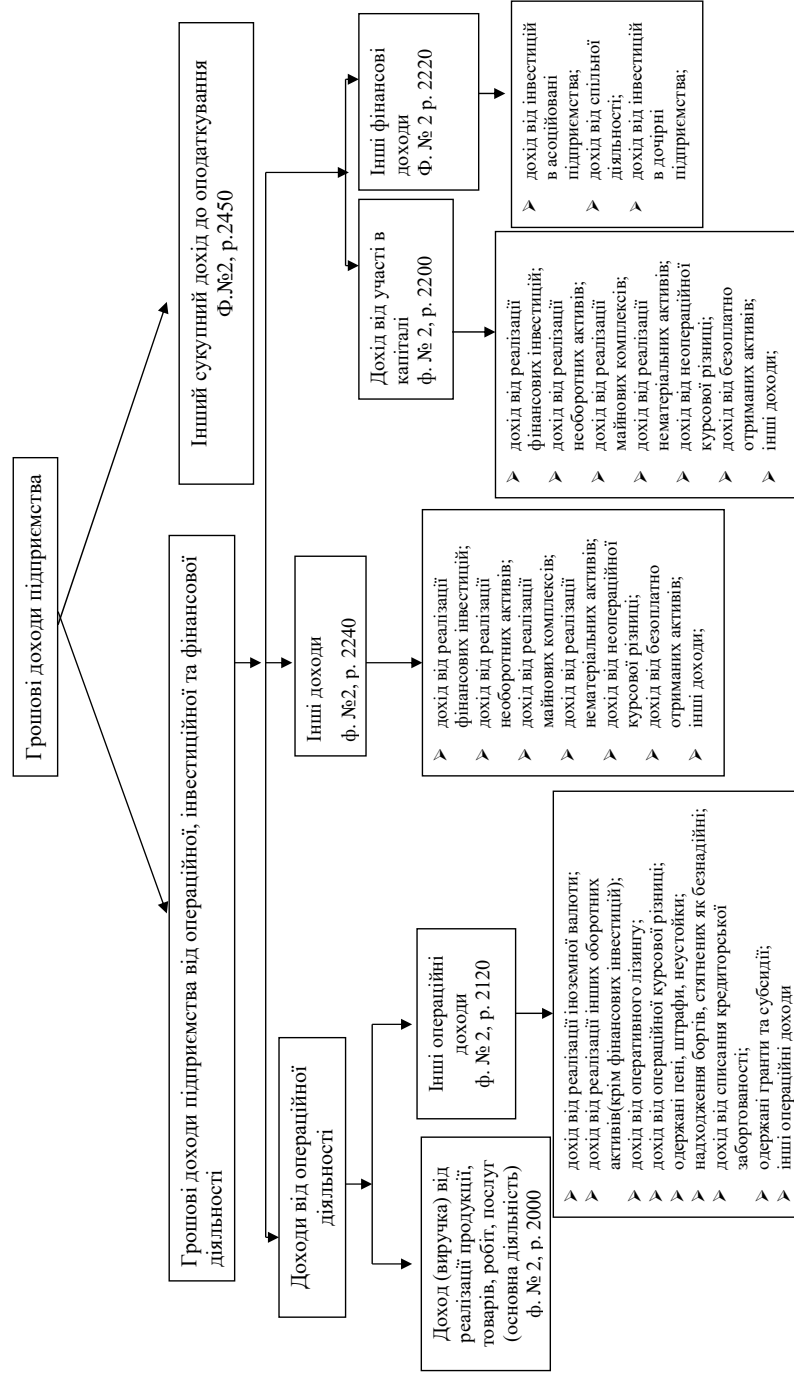 Грошові доходи підприємства
Грошові доходи підприємства від операційної, інвестиційної та фінансової
діяльності
Інший сукупний дохід до оподаткування
Ф.№2, р.2450
Доходи від операційної
діяльності
Інші доходи
ф. №2, р. 2240
Дохід від участі в
капіталі
ф. № 2, р. 2200
Інші фінансові
доходи
Ф. № 2 р. 2220
Доход (виручка) від
реалізації продукції,
товарів, робіт, послуг
(основна діяльність)
ф. № 2, р. 2000
Інші операційні
доходи
ф. № 2, р. 2120
➢ дохід від реалізації іноземної валюти;
➢ дохід від реалізації інших оборотних
активів(крім фінансових інвестицій);
➢ дохід від оперативного лізингу;
➢ дохід від операційної курсової різниці;
➢ одержані пені, штрафи, неустойки;
➢ надходження боргів, стягнених як безнадійні;
➢ дохід від списання кредиторської
заборгованості;
➢ одержані гранти та субсидії;
➢ інші операційні доходи
➢ дохід від реалізації
фінансових інвестицій;
➢ дохід від реалізації
необоротних активів;
➢ дохід від реалізації
майнових комплексів;
➢ дохід від реалізації
нематеріальних активів;
➢ дохід від неопераційної
курсової різниці;
➢ дохід від безоплатно
отриманих активів;
➢ інші доходи;
➢ дохід від реалізації
фінансових інвестицій;
➢ дохід від реалізації
необоротних активів;
➢ дохід від реалізації
майнових комплексів;
➢ дохід від реалізації
нематеріальних активів;
➢ дохід від неопераційної
курсової різниці;
➢ дохід від безоплатно
отриманих активів;
➢ інші доходи;
➢ дохід від інвестицій
в асоційовані
підприємства;
➢ дохід від спільної
діяльності;
➢ дохід від інвестицій
в дочірні
підприємства;